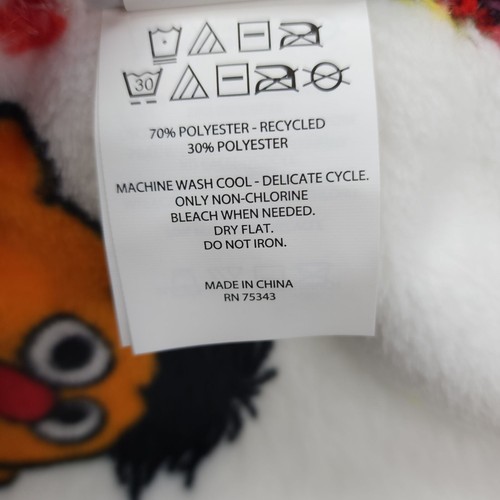 30
70% POLYESTER - RECYCLED
30% POLYESTER
MACHINE WASH COOL - DELICATE CYCLE.
ONLY NON-CHLORINE
BLEACH WHEN NEEDED.
DRY FLAT.
DO NOT IRON.
MADE IN CHINA
RN 75343